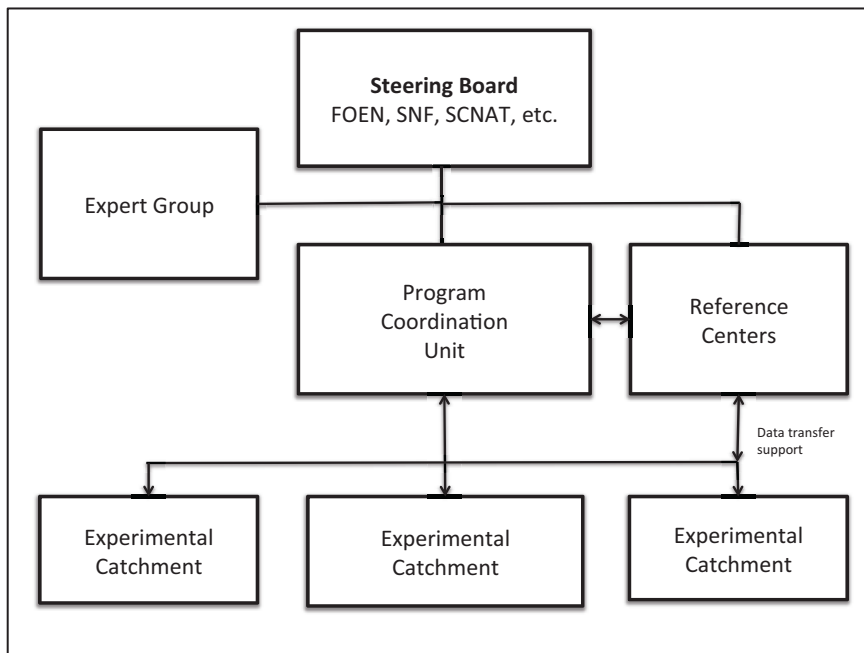 Steering Board
FOEN, SNF, SCNAT, etc.
Expert Group
Program
Coordination
Unit
Reference
Centers
Data transfer
support
Experimental
Catchment
Experimental
Catchment
Experimental
Catchment